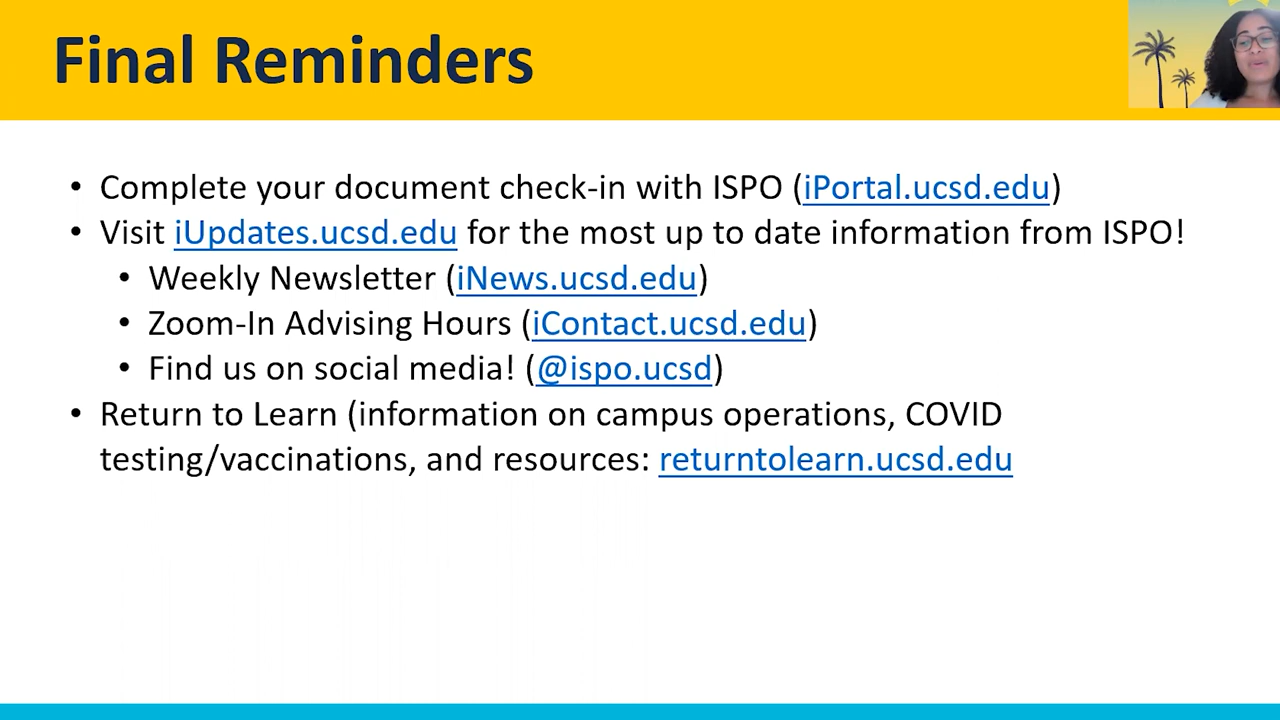 Final Reminders
• Complete your document check-in with ISPO (iPortal.ucsd.edu)
• Visit iUpdates.ucsd.edu for the most up to date information from ISPO!
• Weekly Newsletter (iNews.ucsd.edu)
• Zoom-In Advising Hours (iContact.ucsd.edu)
• Find us on social media! (@ispo.ucsd)
• Return to Learn (information on campus operations, COVID
testing/vaccinations, and resources: returntolearn.ucsd.edu